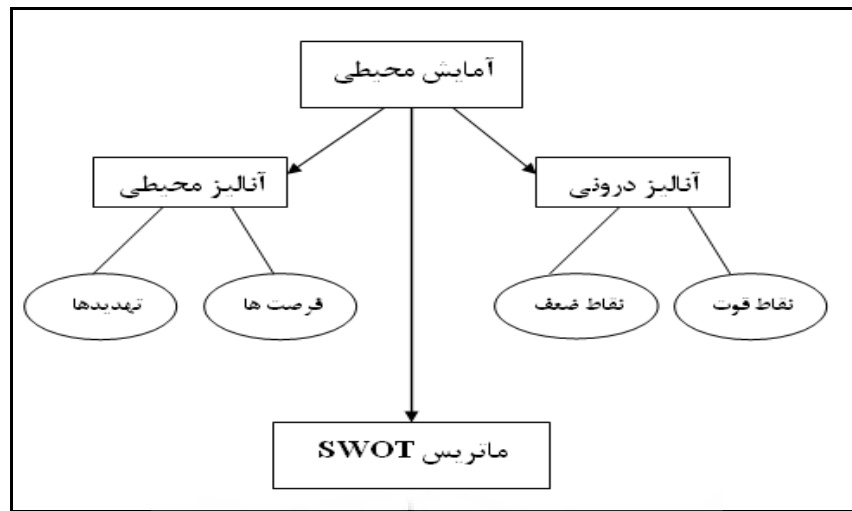 آمایش محیطی
آنالیز درونی
آنالیز محیطی
نقاط قوت
نقاط ضعف
فرصت ها
تهدیدها
ماتریس SWOT